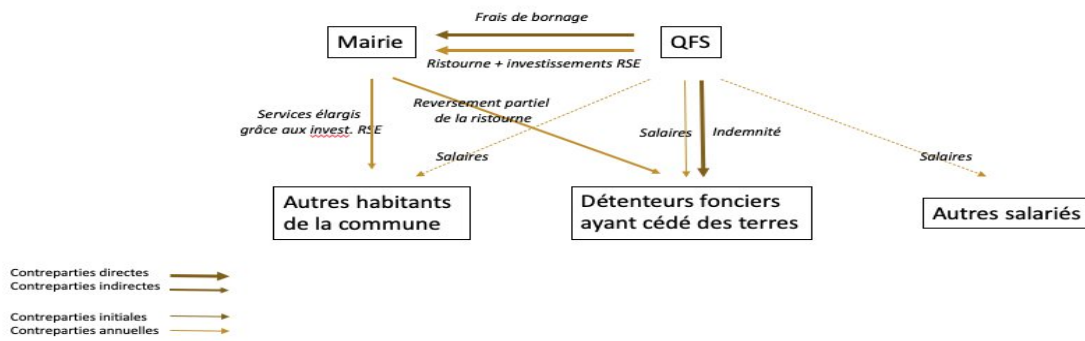 Frais de bornage
Mairie
QFS
Ristourne + investissements RSE
Services élargis
grâce aux invest. RSE
Reversement partiel
de la ristourne
Salaires
Indemnité
Salaires
Salaires
Autres habitants
de la commune
Détenteurs fonciers
ayant cédé des terres
Autres salariés
Contreparties directes
Contreparties indirectes
Contreparties initiales
Contreparties annuelles